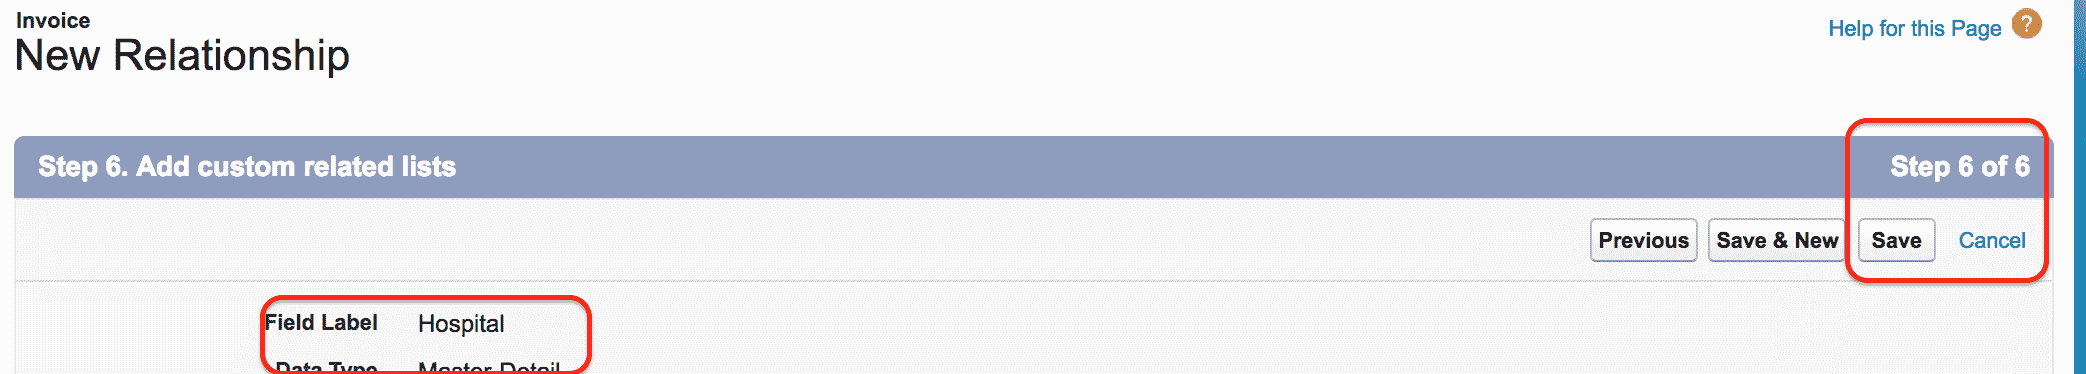 Invoice
New Relationship
Help for this Page ?
Step 6. Add custom related lists
Step 6 of 6
Previous Save & New Save Cancel
Field Label Hospital
Data Type Master-Detail